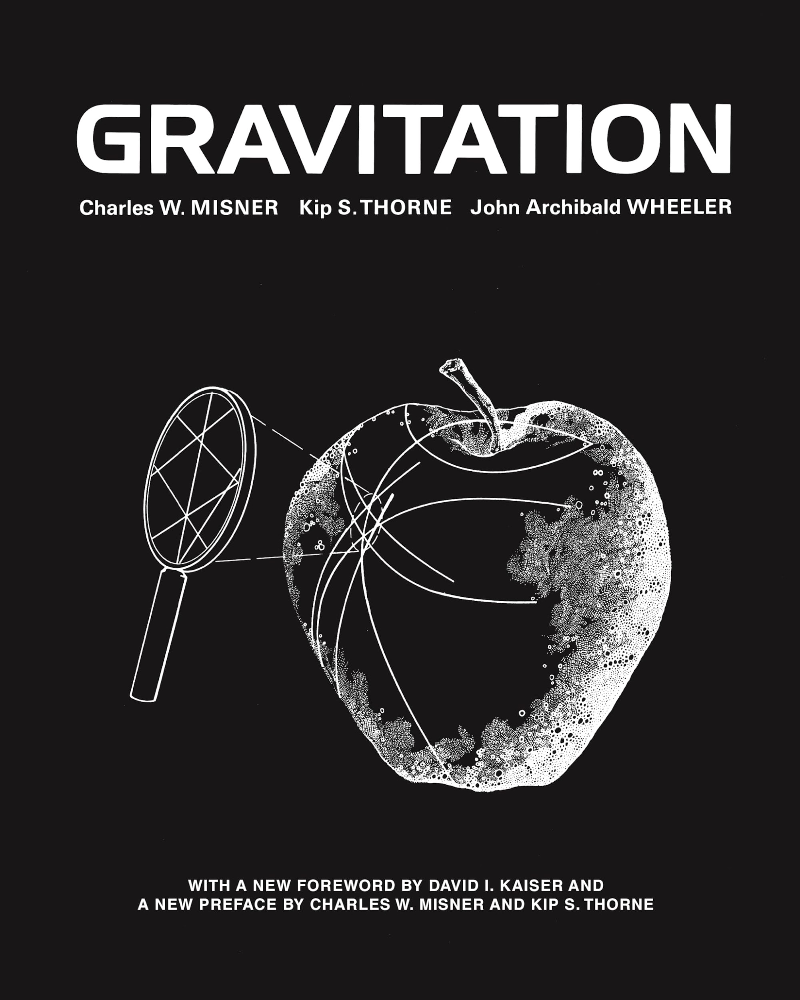 GRAVITATION
Charles W. MISNER Kip S. THORNE John Archibald WHEELER
WITH A NEW FOREWORD BY DAVID I. KAISER AND
A NEW PREFACE BY CHARLES W. MISNER AND KIP S. THORNE